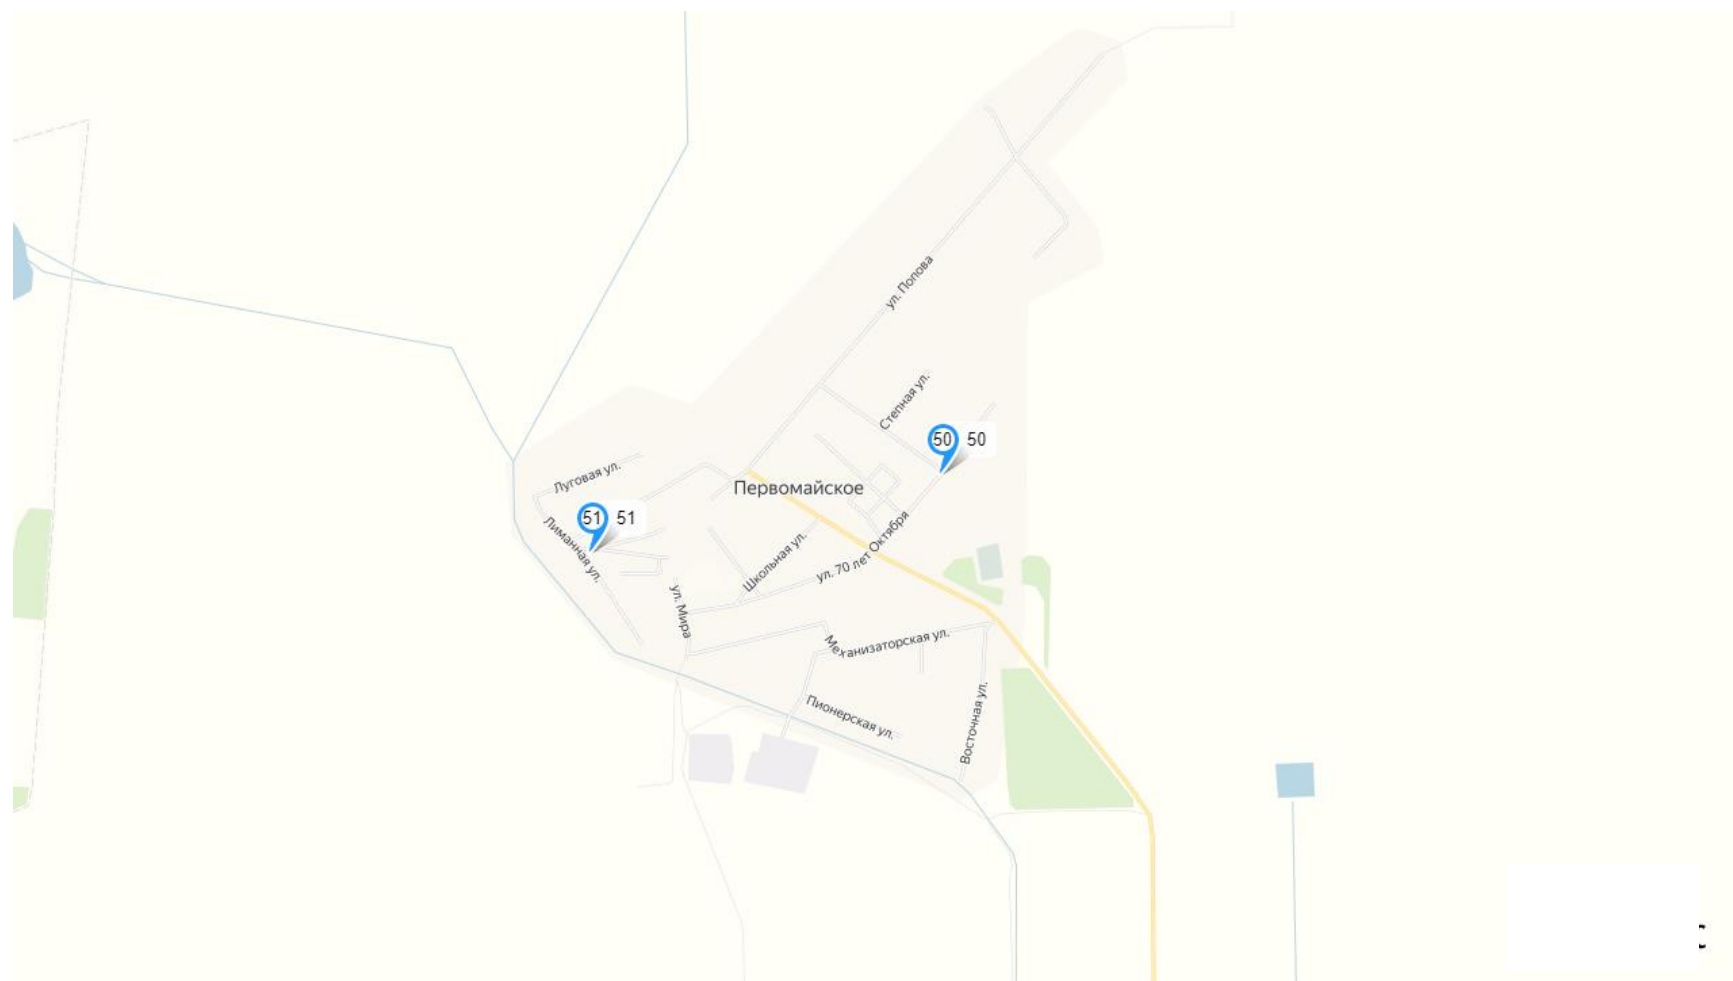 ул. Попова
Степная ул.
50 50
Луговая ул.
Первомайское
51 51
Лиманная ул.
Школьная ул.
ул. 70 лет Октября
ул. Мира
Механизаторская ул.
Пионерская ул.
Восточная ул.